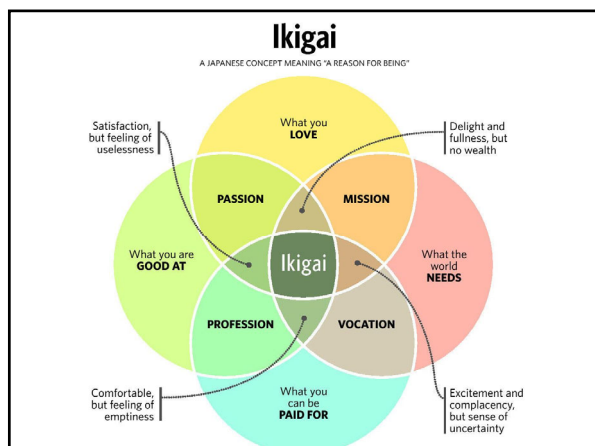 Ikigai
A JAPANESE CONCEPT MEANING “A REASON FOR BEING”
Satisfaction,
but feeling of
uselessness
What you
LOVE
Delight and
fullness, but
no wealth
PASSION
MISSION
What you are
GOOD AT
Ikigai
What the
world
NEEDS
PROFESSION
VOCATION
Comfortable,
but feeling of
emptiness
What you
can be
PAID FOR
Excitement and
complacency,
but sense of
uncertainty